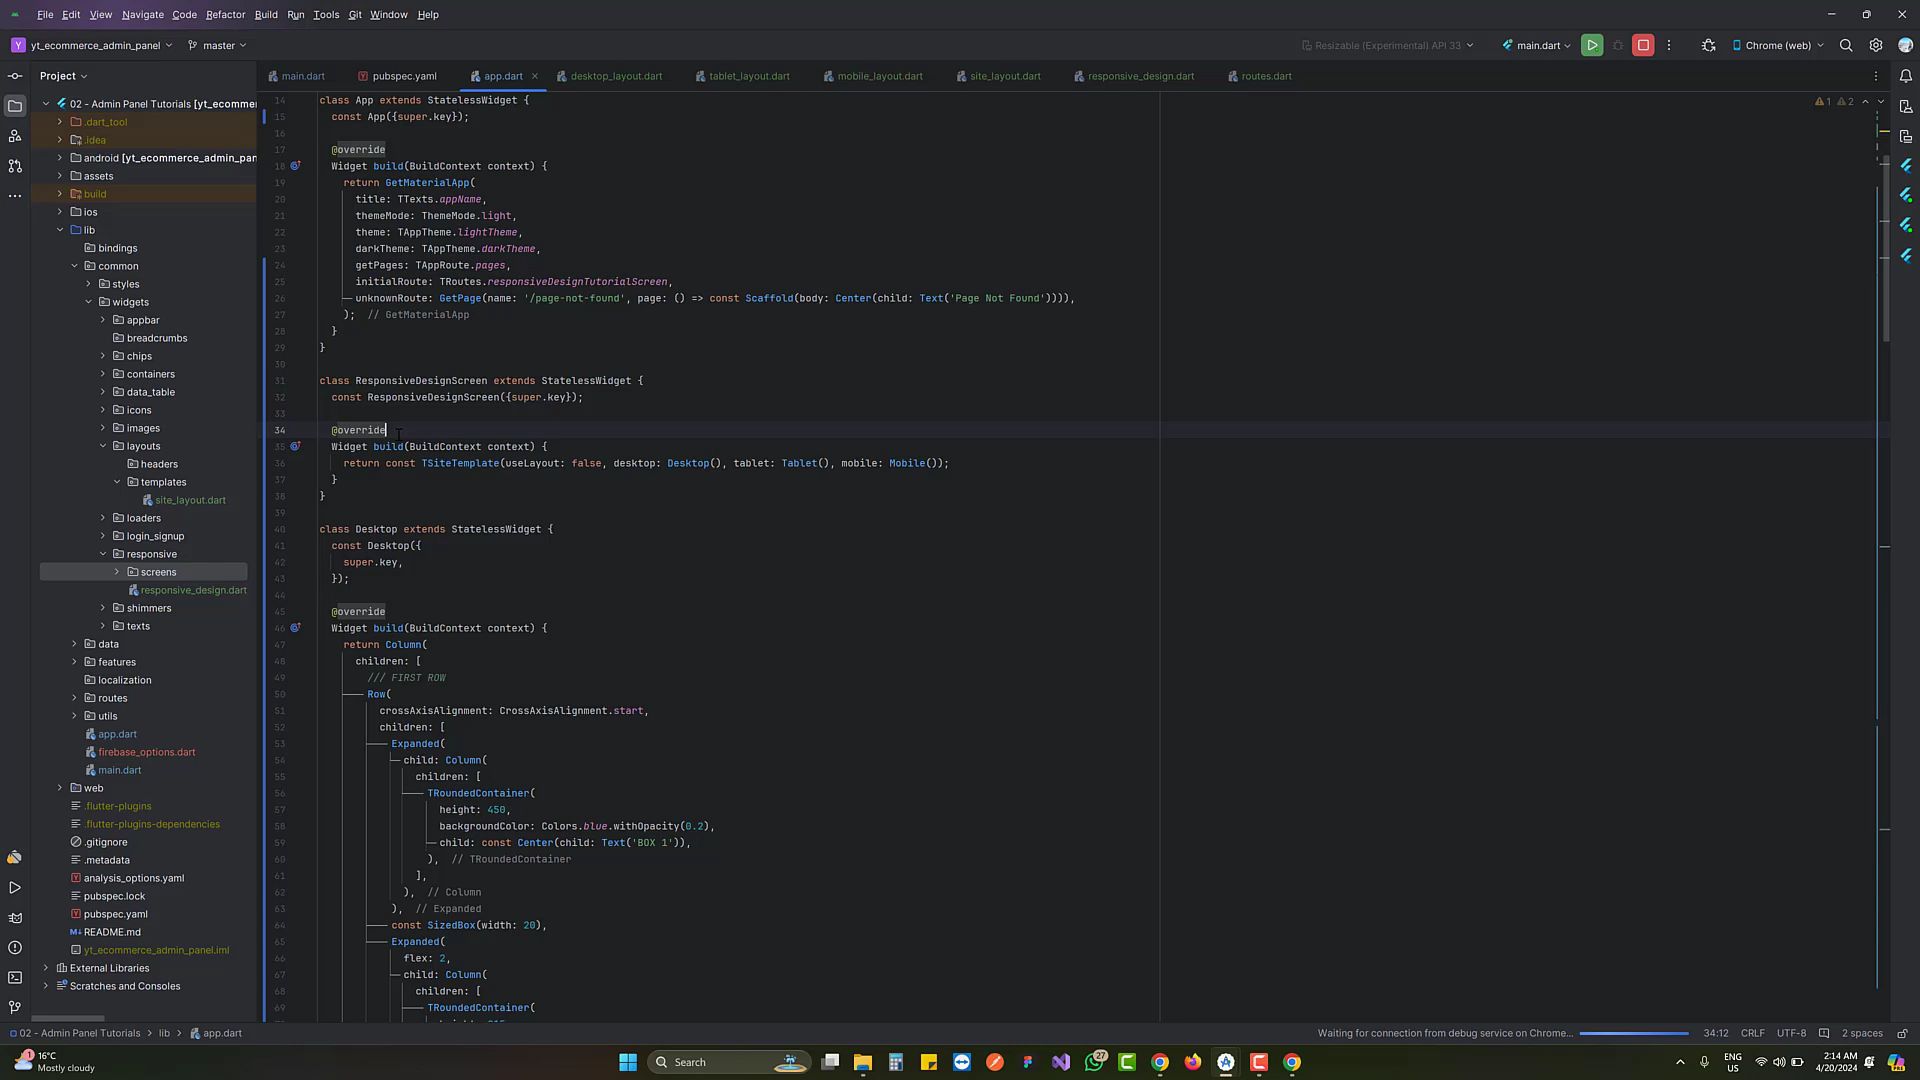 File Edit View Navigate Code Refactor Build Run Tools Git Window Help
Y yt_ecommerce_admin_panel master Resizable (Experimental) API 33 main.dart Chrome (web)
Project
main.dart pubspec.yaml app.dart desktop_layout.dart tablet_layout.dart mobile_layout.dart site_layout.dart responsive_design.dart routes.dart
02 - Admin Panel Tutorials [yt_ecomm
.dart_tool
.idea
android [yt_ecommerce_admin_pan
assets
build
ios
lib
bindings
common
styles
widgets
appbar
breadcrumbs
chips
containers
data_table
icons
images
layouts
headers
templates
site_layout.dart
loaders
login_signup
responsive
screens
responsive_design.dart
shimmers
texts
data
features
localization
routes
utils
app.dart
firebase_options.dart
main.dart
web
.flutter-plugins
.flutter-plugins-dependencies
.gitignore
.metadata
analysis_options.yaml
pubspec.lock
pubspec.yaml
README.md
yt_ecommerce_admin_panel.iml
External Libraries
Scratches and Consoles
1 2
14 class App extends StatelessWidget {
15 const App({super.key});
16
17 @override
18 Widget build(BuildContext context) {
19 return GetMaterialApp(
20 title: TTexts.appName,
21 themeMode: ThemeMode.light,
22 theme: TAppTheme.lightTheme,
23 darkTheme: TAppTheme.darkTheme,
24 getPages: TAppRoute.pages,
25 initialRoute: TRoutes.responsiveDesignTutorialScreen,
26 unknownRoute: GetPage(name: '/page-not-found', page: () => const Scaffold(body: Center(child: Text('Page Not Found')))),
27 ); // GetMaterialApp
28 }
29 }
30
31 class ResponsiveDesignScreen extends StatelessWidget {
32 const ResponsiveDesignScreen({super.key});
33
34 @override
35 Widget build(BuildContext context) {
36 return const TSiteTemplate(useLayout: false, desktop: Desktop(), tablet: Tablet(), mobile: Mobile());
37 }
38 }
39
40 class Desktop extends StatelessWidget {
41 const Desktop({
42 super.key,
43 });
44
45 @override
46 Widget build(BuildContext context) {
47 return Column(
48 children: [
49 /// FIRST ROW
50 Row(
51 crossAxisAlignment: CrossAxisAlignment.start,
52 children: [
53 Expanded(
54 child: Column(
55 children: [
56 TRoundedContainer(
57 height: 450,
58 backgroundColor: Colors.blue.withOpacity(0.2),
59 child: const Center(child: Text('BOX 1')),
60 ), // TRoundedContainer
61 ],
62 ), // Column
63 ), // Expanded
64 const SizedBox(width: 20),
65 Expanded(
66 flex: 2,
67 child: Column(
68 children: [
69 TRoundedContainer(
02 - Admin Panel Tutorials > lib > app.dart Waiting for connection from debug service on Chrome... 34:12 CRLF UTF-8 2 spaces
1 16°C
Mostly cloudy
Search
27
ENG
US
2:14 AM
4/20/2024